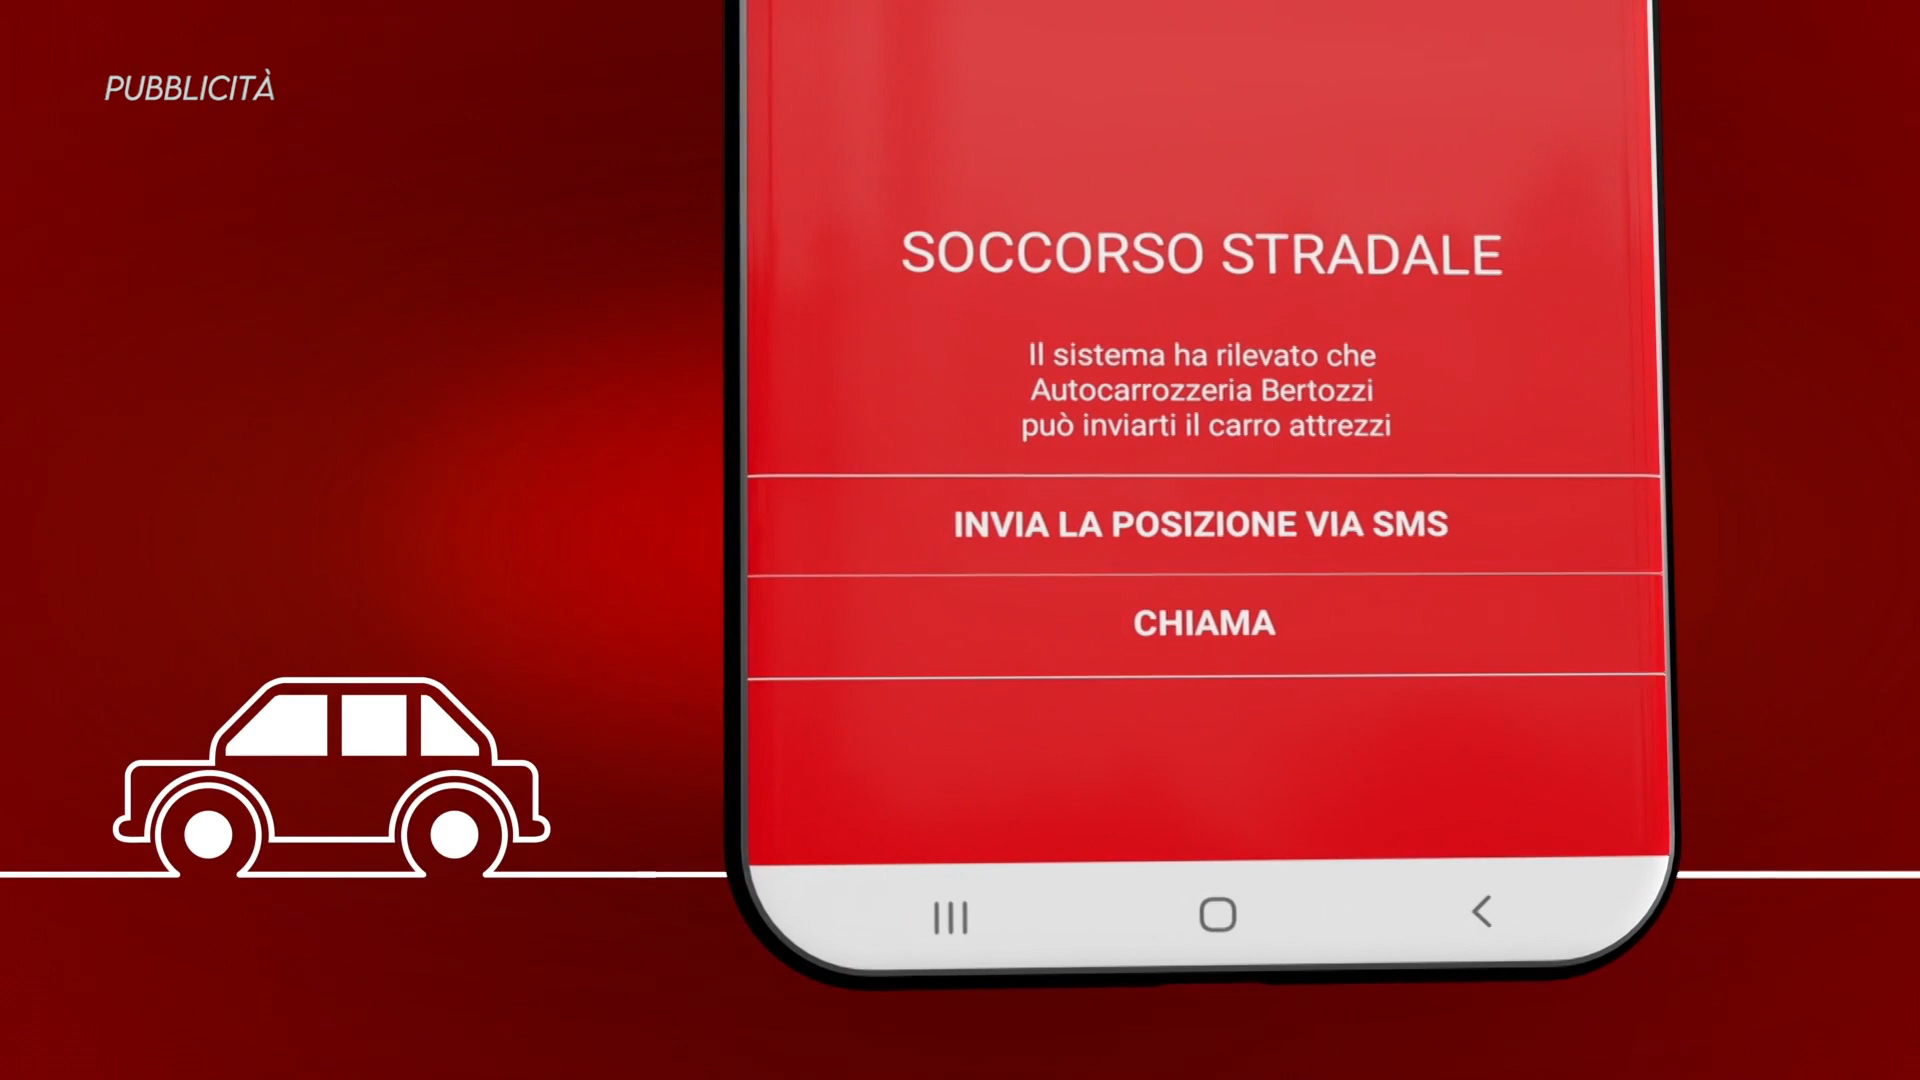 PUBBLICITÀ
SOCCORSO STRADALE
Il sistema ha rilevato che
Autocarrozzeria Bertozzi
può inviarti il carro attrezzi
INVIA LA POSIZIONE VIA SMS
CHIAMA